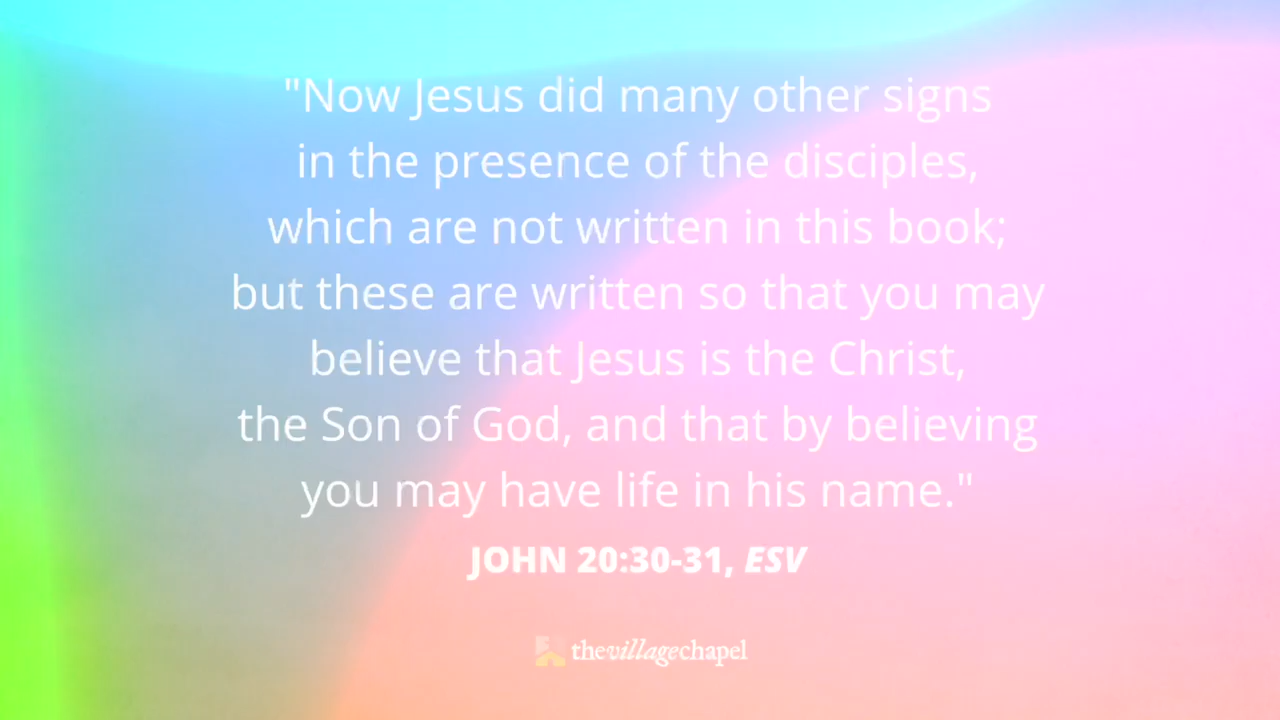 "Now Jesus did many other signs
in the presence of the disciples,
which are not written in this book;
but these are written so that you may
believe that Jesus is the Christ,
the Son of God, and that by believing
you may have life in his name."
JOHN 20:30-31, ESV
thevillagechapel